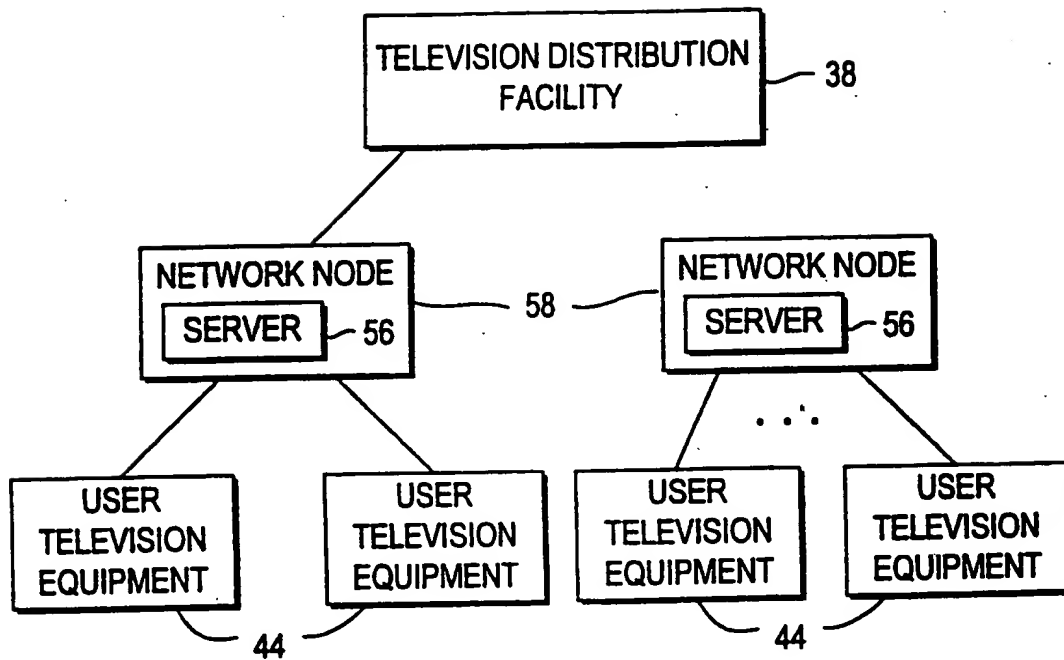 TELEVISION DISTRIBUTION
FACILITY
38
NETWORK NODE
SERVER
56
58
NETWORK NODE
SERVER
56
USER
TELEVISION
EQUIPMENT
USER
TELEVISION
EQUIPMENT
44
USER
TELEVISION
EQUIPMENT
USER
TELEVISION
EQUIPMENT
44